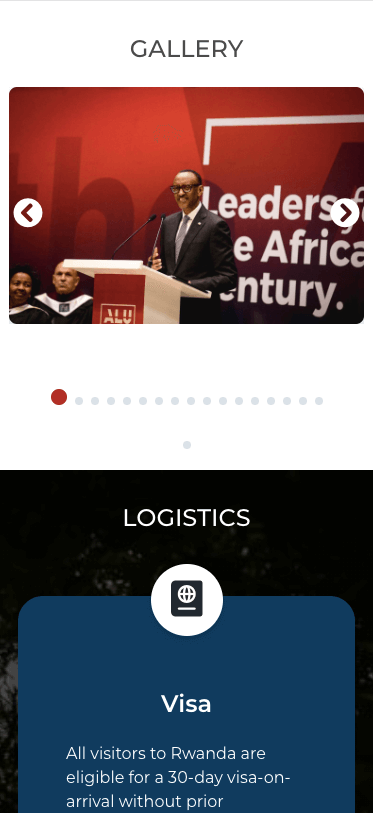 GALLERY
Leaders f
e Africa
entury.
ALU
LOGISTICS
Visa
All visitors to Rwanda are
eligible for a 30-day visa-on-
arrival without prior